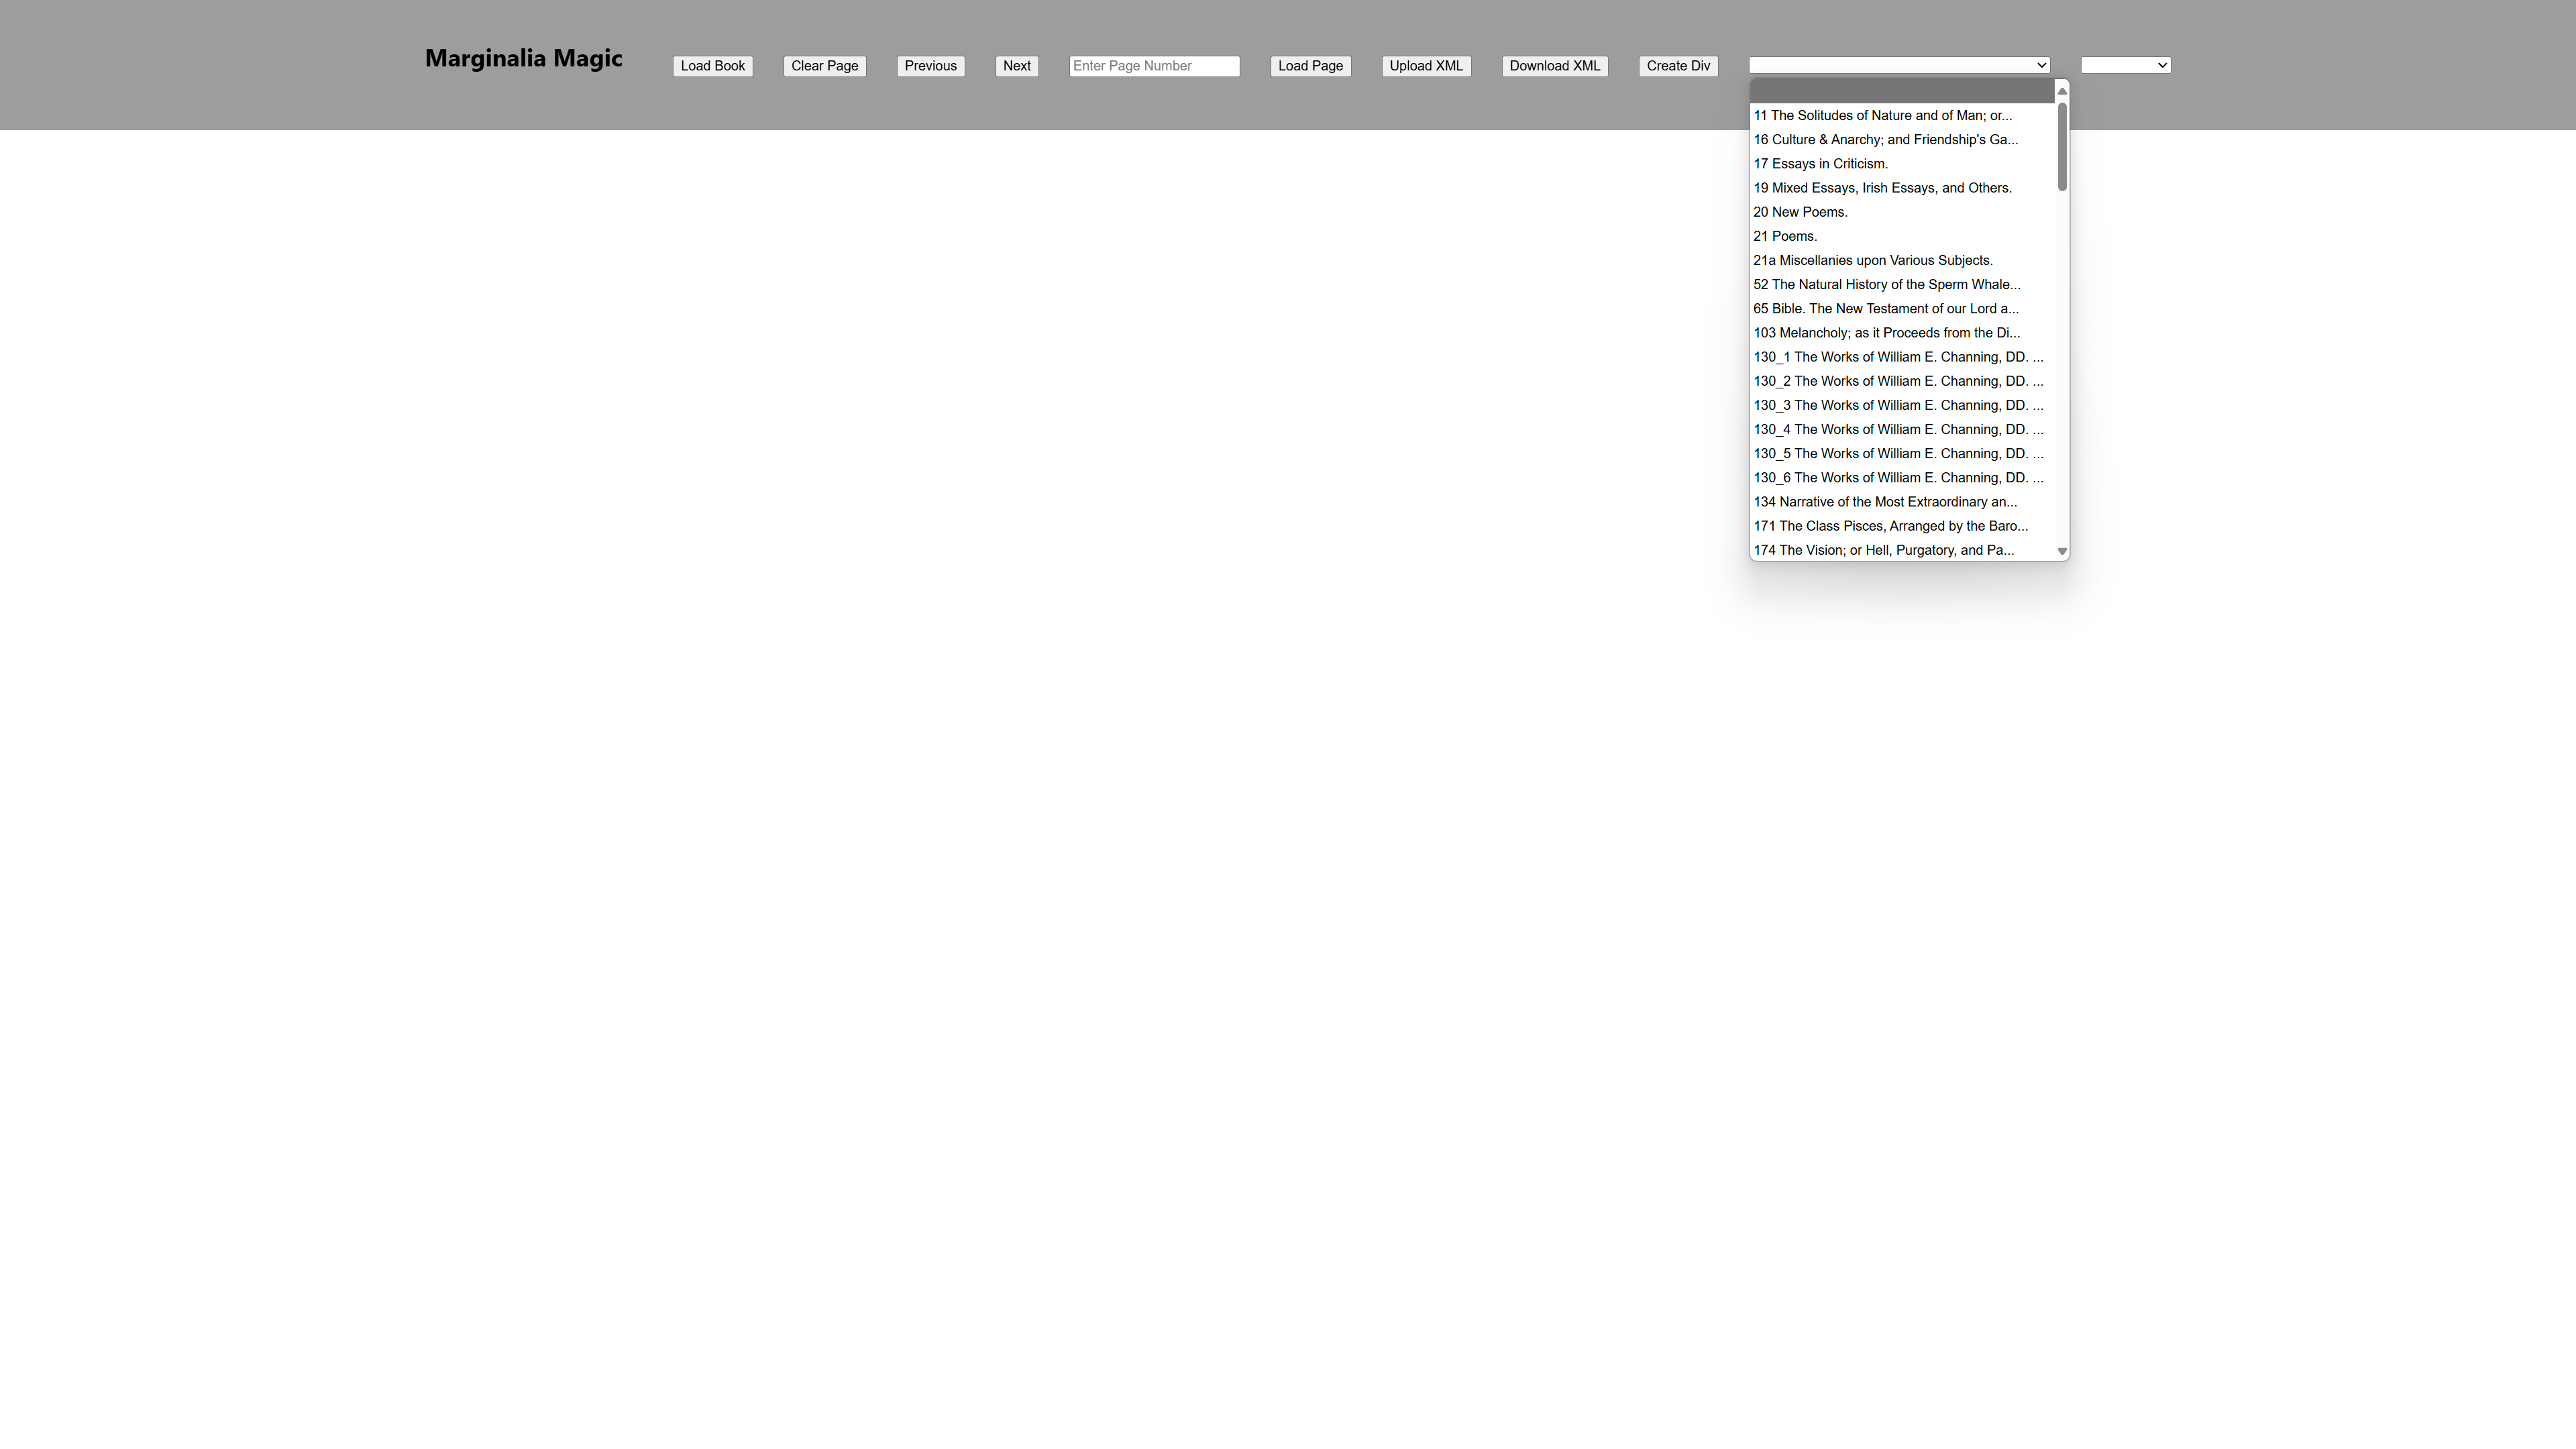 Marginalia Magic
Load Book Clear Page Previous Next Enter Page Number Load Page Upload XML Download XML Create Div
11 The Solitudes of Nature and of Man; or...
16 Culture & Anarchy; and Friendship's Ga...
17 Essays in Criticism.
19 Mixed Essays, Irish Essays, and Others.
20 New Poems.
21 Poems.
21a Miscellanies upon Various Subjects.
52 The Natural History of the Sperm Whale...
65 Bible. The New Testament of our Lord a...
103 Melancholy; as it Proceeds from the Di...
130_1 The Works of William E. Channing, DD. ...
130_2 The Works of William E. Channing, DD. ...
130_3 The Works of William E. Channing, DD. ...
130_4 The Works of William E. Channing, DD. ...
130_5 The Works of William E. Channing, DD. ...
130_6 The Works of William E. Channing, DD. ...
134 Narrative of the Most Extraordinary an...
171 The Class Pisces, Arranged by the Baro...
174 The Vision; or Hell, Purgatory, and Pa...